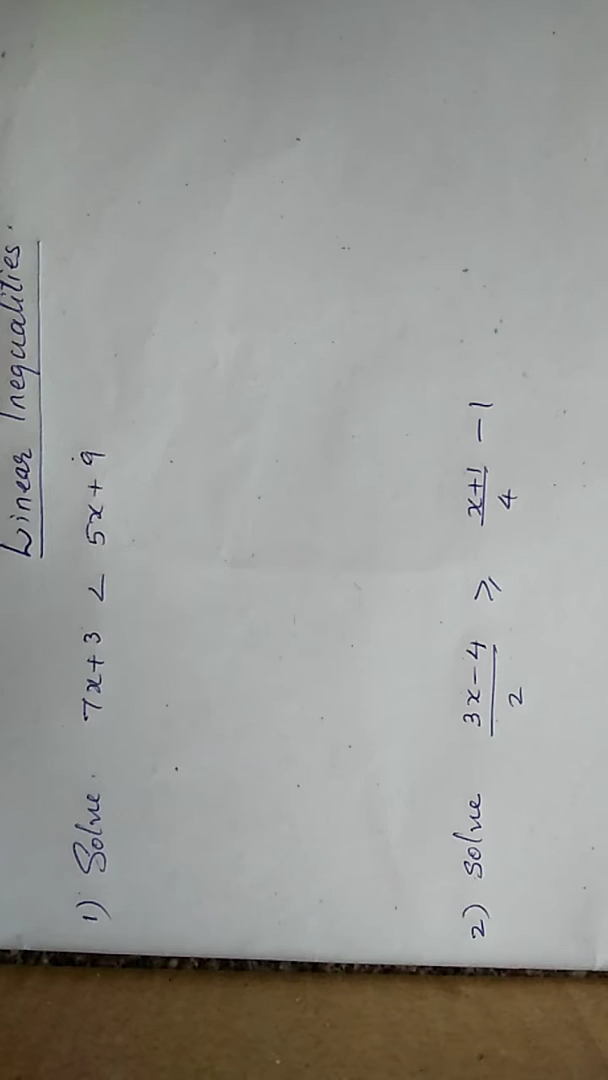 Linear Inequalities.
1) Solve. 7x+3 < 5x+9
2) solve (3x-4)/2 ⩾ (x+1)/4 - 1